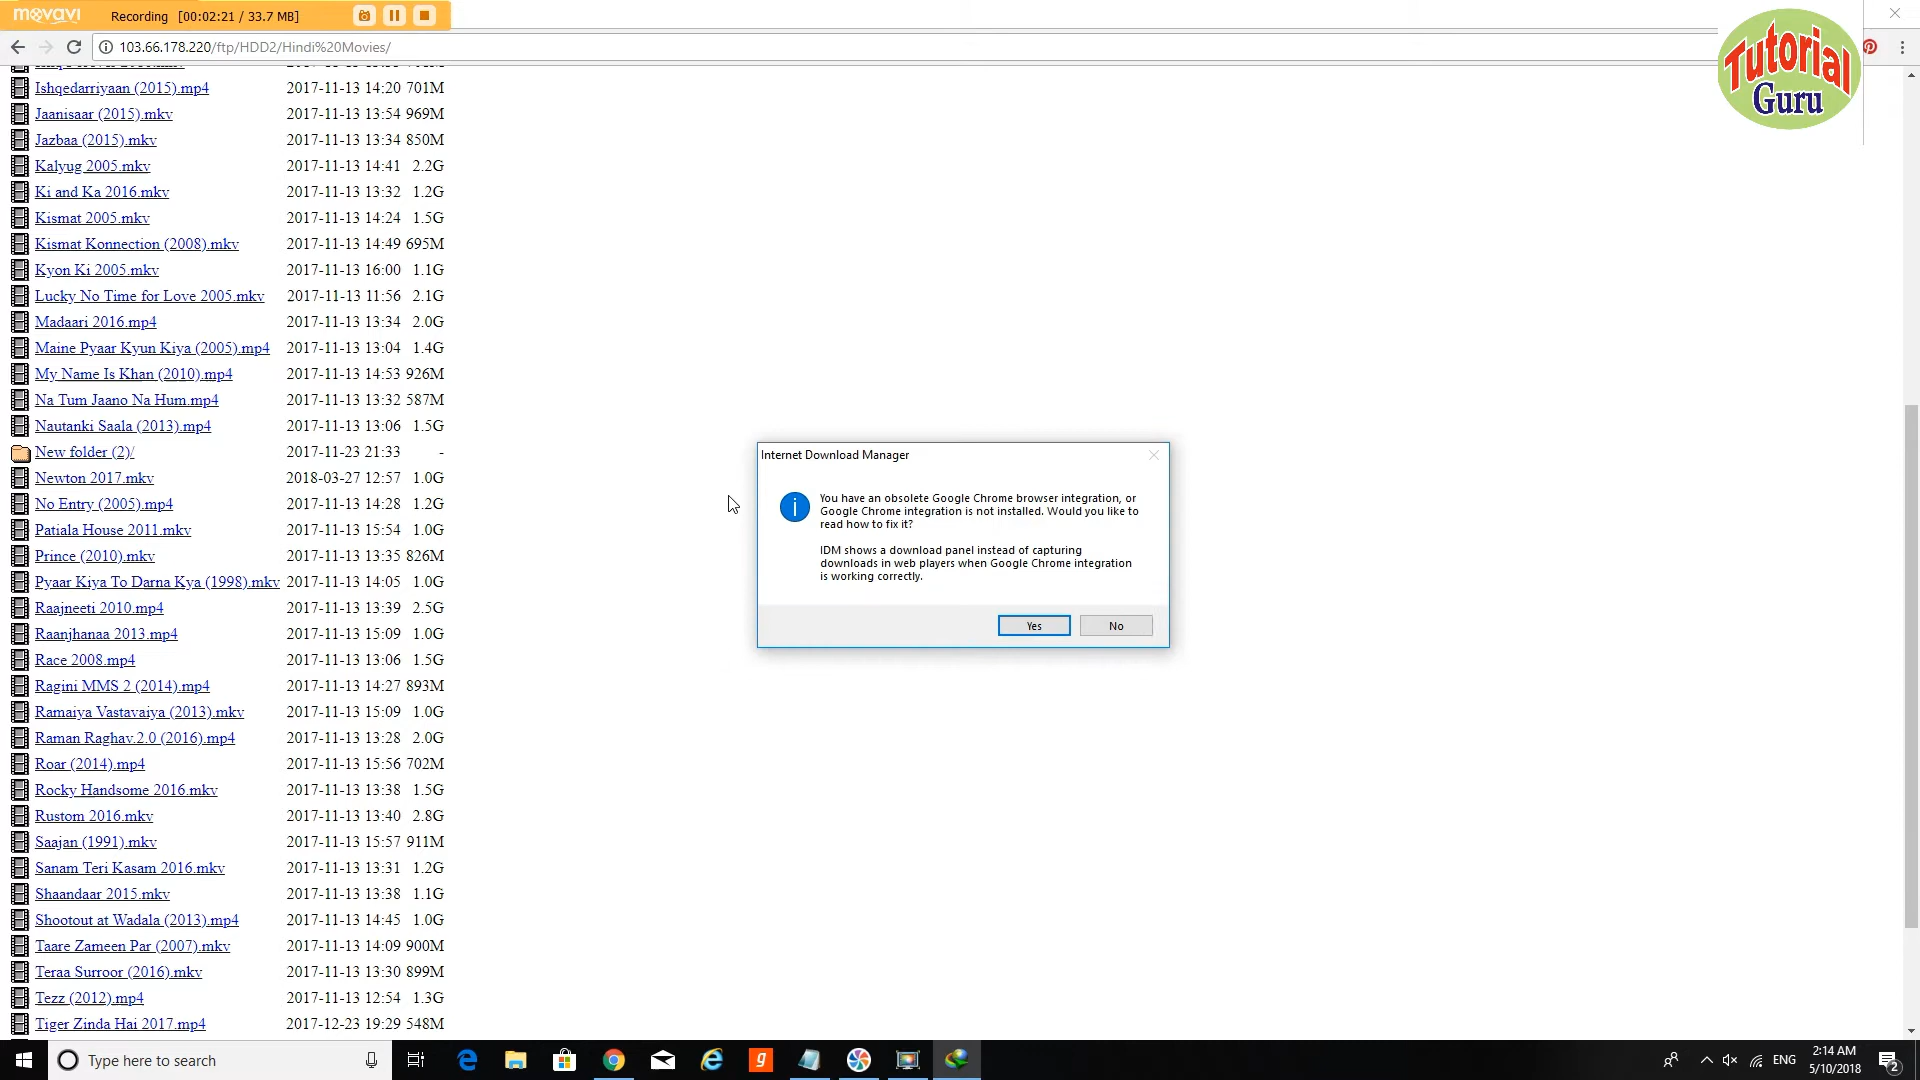 movavi Recording [00:02:21 / 33.7 MB]
103.66.178.220/ftp/HDD2/Hindi%20Movies/
Tutorial
Guru
Ishqedarriyaan (2015).mp4 2017-11-13 14:20 701M
Jaanisaar (2015).mkv 2017-11-13 13:54 969M
Jazbaa (2015).mkv 2017-11-13 13:34 850M
Kalyug 2005.mkv 2017-11-13 14:41 2.2G
Ki and Ka 2016.mkv 2017-11-13 13:32 1.2G
Kismat 2005.mkv 2017-11-13 14:24 1.5G
Kismat Konnection (2008).mkv 2017-11-13 14:49 695M
Kyon Ki 2005.mkv 2017-11-13 16:00 1.1G
Lucky No Time for Love 2005.mkv 2017-11-13 11:56 2.1G
Madaari 2016.mp4 2017-11-13 13:34 2.0G
Maine Pyaar Kyun Kiya (2005).mp4 2017-11-13 13:04 1.4G
My Name Is Khan (2010).mp4 2017-11-13 14:53 926M
Na Tum Jaano Na Hum.mp4 2017-11-13 13:32 587M
Nautanki Saala (2013).mp4 2017-11-13 13:06 1.5G
New folder (2)/ 2017-11-23 21:33 -
Newton 2017.mkv 2018-03-27 12:57 1.0G
No Entry (2005).mp4 2017-11-13 14:28 1.2G
Patiala House 2011.mkv 2017-11-13 15:54 1.0G
Prince (2010).mkv 2017-11-13 13:35 826M
Pyaar Kiya To Darna Kya (1998).mkv 2017-11-13 14:05 1.0G
Raajneeti 2010.mp4 2017-11-13 13:39 2.5G
Raanjhanaa 2013.mp4 2017-11-13 15:09 1.0G
Race 2008.mp4 2017-11-13 13:06 1.5G
Ragini MMS 2 (2014).mp4 2017-11-13 14:27 893M
Ramaiya Vastavaiya (2013).mkv 2017-11-13 15:09 1.0G
Raman Raghav.2.0 (2016).mp4 2017-11-13 13:28 2.0G
Roar (2014).mp4 2017-11-13 15:56 702M
Rocky Handsome 2016.mkv 2017-11-13 13:38 1.5G
Rustom 2016.mkv 2017-11-13 13:40 2.8G
Saajan (1991).mkv 2017-11-13 15:57 911M
Sanam Teri Kasam 2016.mkv 2017-11-13 13:31 1.2G
Shaandaar 2015.mkv 2017-11-13 13:38 1.1G
Shootout at Wadala (2013).mp4 2017-11-13 14:45 1.0G
Taare Zameen Par (2007).mkv 2017-11-13 14:09 900M
Teraa Surroor (2016).mkv 2017-11-13 13:30 899M
Tezz (2012).mp4 2017-11-13 12:54 1.3G
Tiger Zinda Hai 2017.mp4 2017-12-23 19:29 548M
Internet Download Manager
You have an obsolete Google Chrome browser integration, or
Google Chrome integration is not installed. Would you like to
read how to fix it?
IDM shows a download panel instead of capturing
downloads in web players when Google Chrome integration
is working correctly.
Yes No
Type here to search
ENG
2:14 AM
5/10/2018
2